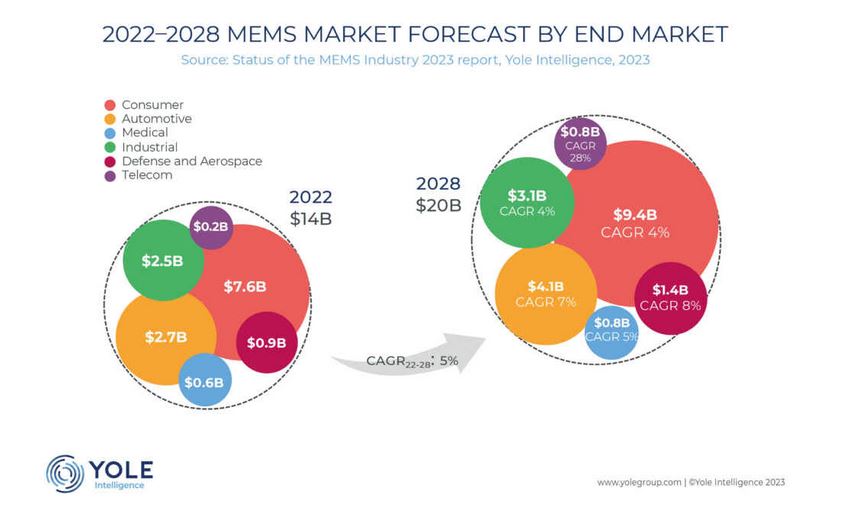 2022–2028 MEMS MARKET FORECAST BY END MARKET
Source: Status of the MEMS Industry 2023 report, Yole Intelligence, 2023
Consumer
Automotive
Medical
Industrial
Defense and Aerospace
Telecom
2022
$14B
$0.2B
$2.5B
$7.6B
$2.7B
$0.9B
$0.6B
CAGR22-28: 5%
2028
$20B
$0.8B
CAGR
28%
$3.1B
CAGR 4%
$9.4B
CAGR 4%
$4.1B
CAGR 7%
$1.4B
CAGR 8%
$0.8B
CAGR 5%
YOLE
Intelligence
www.yolegroup.com | ©Yole Intelligence 2023